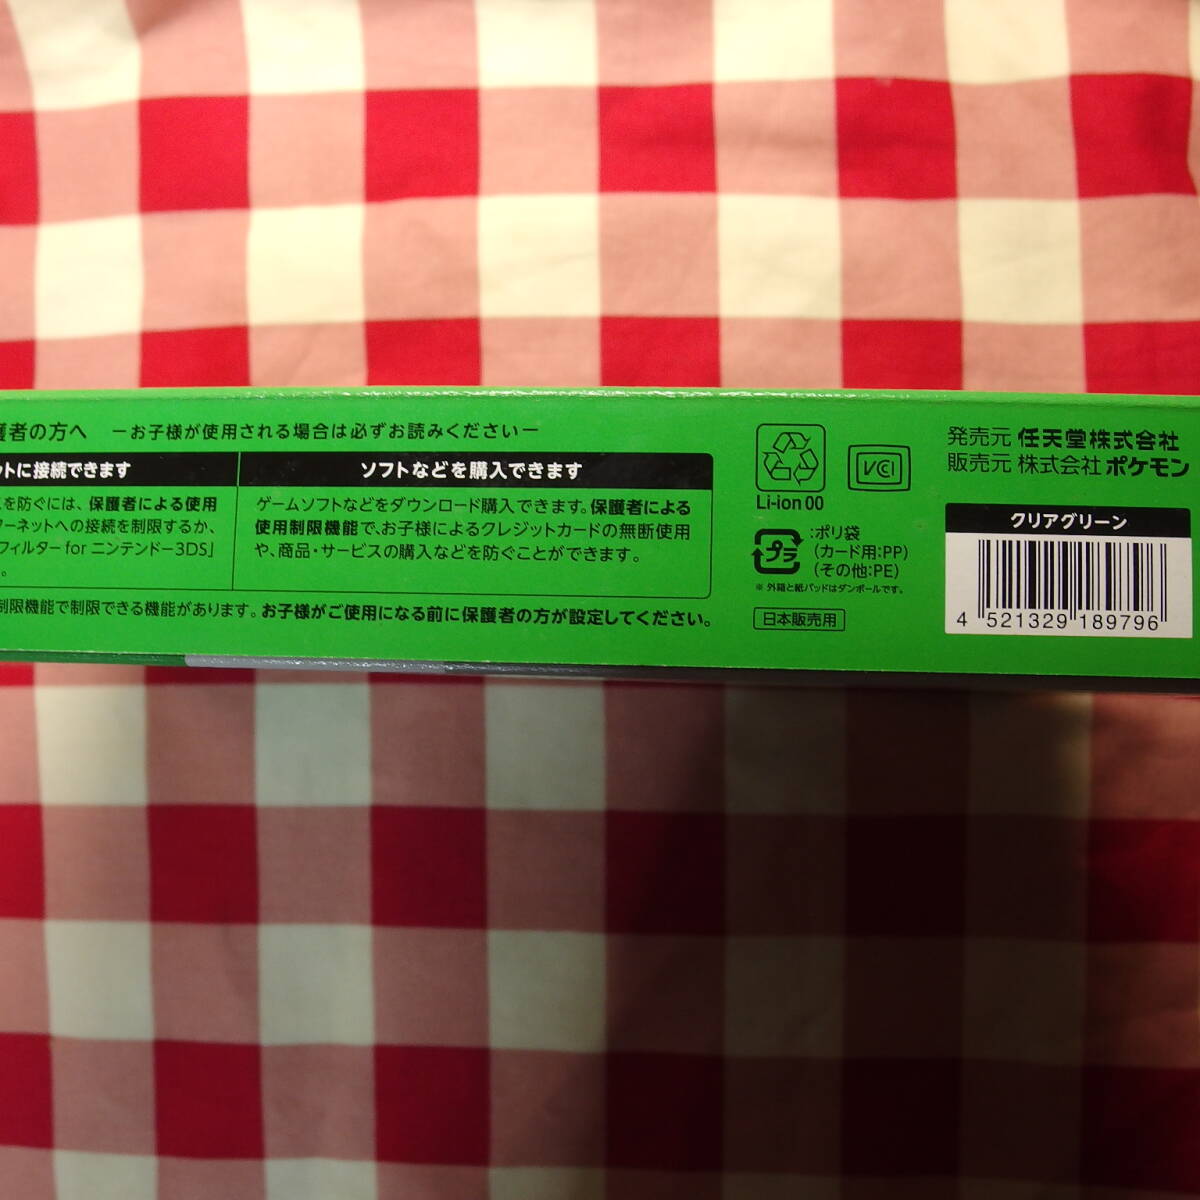 護者の方へ －お子様が使用される場合は必ずお読みください－
ットに接続できます
を防ぐには、保護者による使用
ターネットへの接続を制限するか、
フィルター for ニンテンドー3DS」
。
ソフトなどを購入できます
ゲームソフトなどをダウンロード購入できます。保護者による
使用制限機能で、お子様によるクレジットカードの無断使用
や、商品・サービスの購入などを防ぐことができます。
制限機能で制限できる機能があります。お子様がご使用になる前に保護者の方が設定してください。
Li-ion 00
VCCI
プラ
:ポリ袋
(カード用:PP)
(その他:PE)
※ 外箱と紙パッドはダンボールです。
日本販売用
発売元 任天堂株式会社
販売元 株式会社ポケモン
クリアグリーン
4 521329 189796